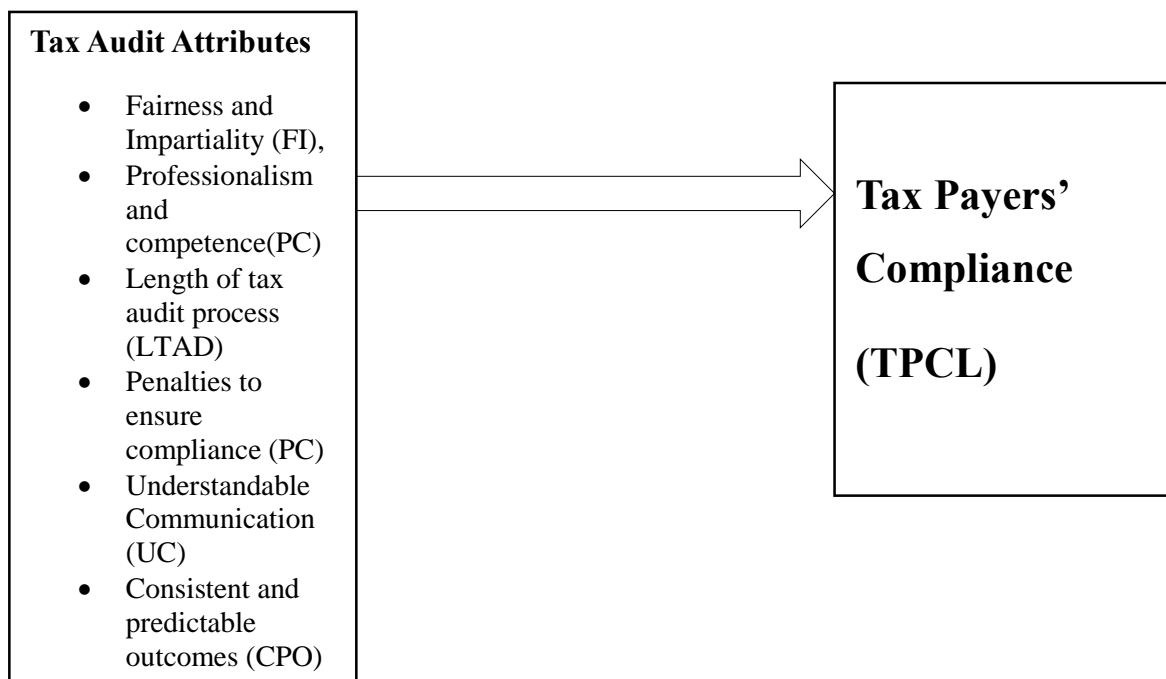 Tax Audit Attributes
• Fairness and
Impartiality (FI),
• Professionalism
and
competence(PC)
• Length of tax
audit process
(LTAD)
• Penalties to
ensure
compliance (PC)
• Understandable
Communication
(UC)
• Consistent and
predictable
outcomes (CPO)
Tax Payers’
Compliance
(TPCL)